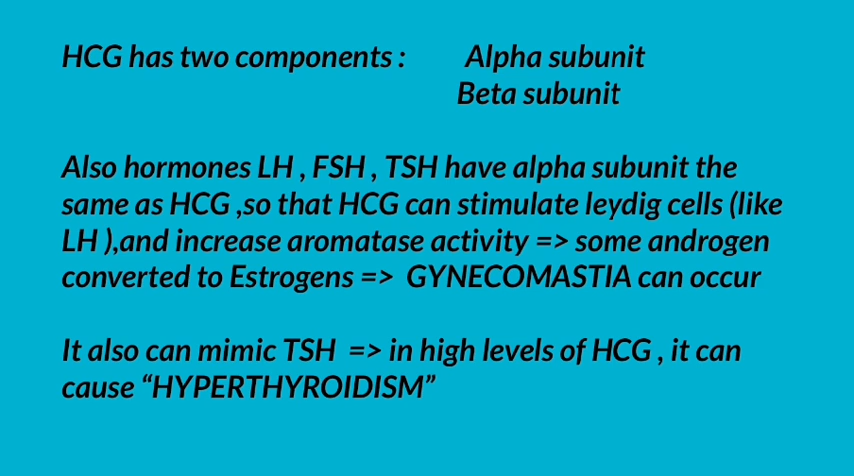 HCG has two components : Alpha subunit
Beta subunit
Also hormones LH , FSH , TSH have alpha subunit the
same as HCG ,so that HCG can stimulate leydig cells (like
LH ),and increase aromatase activity => some androgen
converted to Estrogens => GYNECOMASTIA can occur
It also can mimic TSH => in high levels of HCG , it can
cause “HYPERTHYROIDISM”